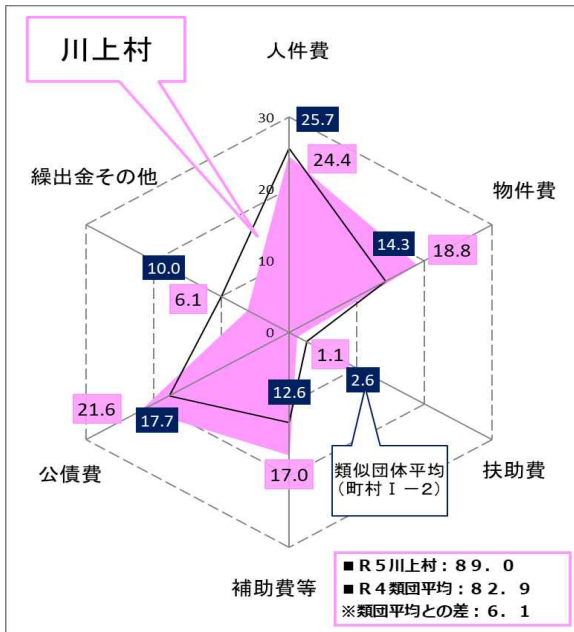 川上村
人件費
30
25.7
24.4
繰出金その他
20
物件費
14.3
18.8
10.0
10
6.1
0
1.1
12.6
2.6
21.6
17.7
17.0
公債費
類似団体平均
(町村Ⅰ－2)
扶助費
補助費等
■R5川上村：89.0
■R4類団平均：82.9
※類団平均との差：6.1